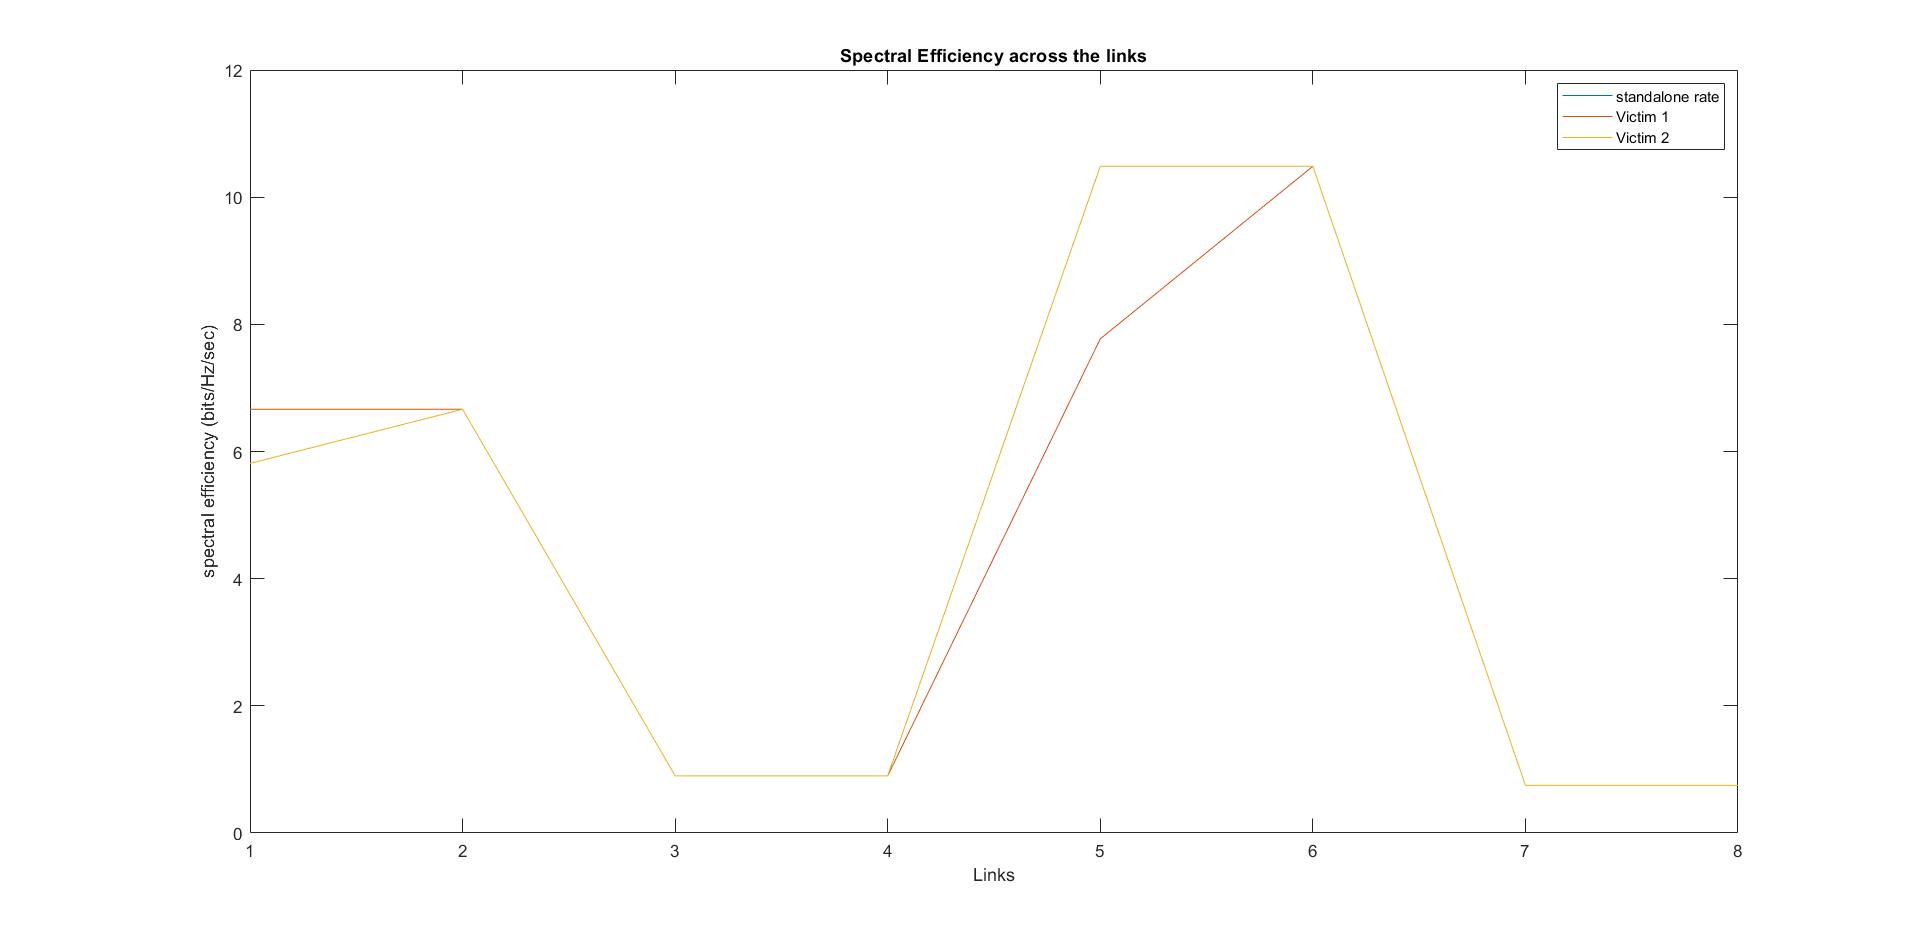 Spectral Efficiency across the links
12
10
8
6
4
2
0
spectral efficiency (bits/Hz/sec)
standalone rate
Victim 1
Victim 2
1 2 3 4 5 6 7 8
Links